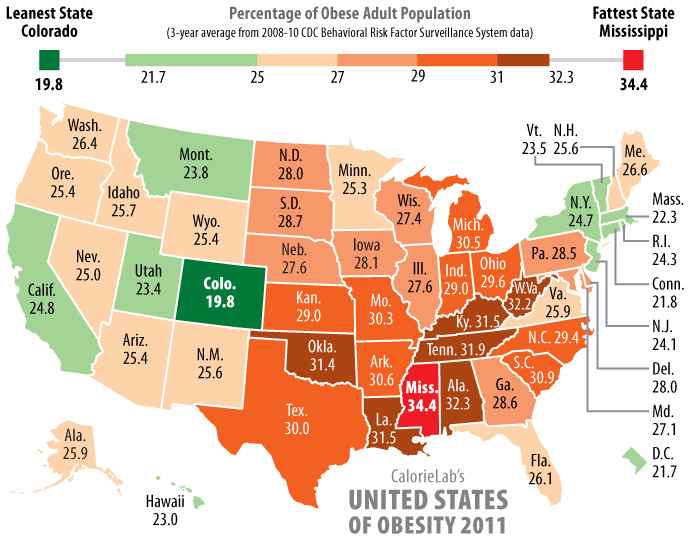 Leanest State
Colorado
19.8
Percentage of Obese Adult Population
(3-year average from 2008-10 CDC Behavioral Risk Factor Surveillance System data)
Fattest State
Mississippi
34.4
21.7
25
27
29
31
32.3
Wash.
26.4
Ore.
25.4
Idaho
25.7
Mont.
23.8
Wyo.
25.4
Nev.
25.0
Utah
23.4
Calif.
24.8
Colo.
19.8
Ariz.
25.4
N.M.
25.6
N.D.
28.0
S.D.
28.7
Neb.
27.6
Kan.
29.0
Okla.
31.4
Tex.
30.0
Minn.
25.3
Iowa
28.1
Mo.
30.3
Ark.
30.6
La.
31.5
Wis.
27.4
Ill.
27.6
Mich.
30.5
Ind.
29.0
Ohio
29.6
Ky. 31.5
Tenn. 31.9
Miss.
34.4
Ala.
32.3
Ga.
28.6
Fla.
26.1
S.C.
30.9
N.C. 29.4
Va.
25.9
W.Va.
32.2
Pa. 28.5
N.Y.
24.7
Vt.
23.5
N.H.
25.6
Me.
26.6
Mass.
22.3
R.I.
24.3
Conn.
21.8
N.J.
24.1
Del.
28.0
Md.
27.1
D.C.
21.7
Ala.
25.9
Hawaii
23.0
CalorieLab's
UNITED STATES
OF OBESITY 2011